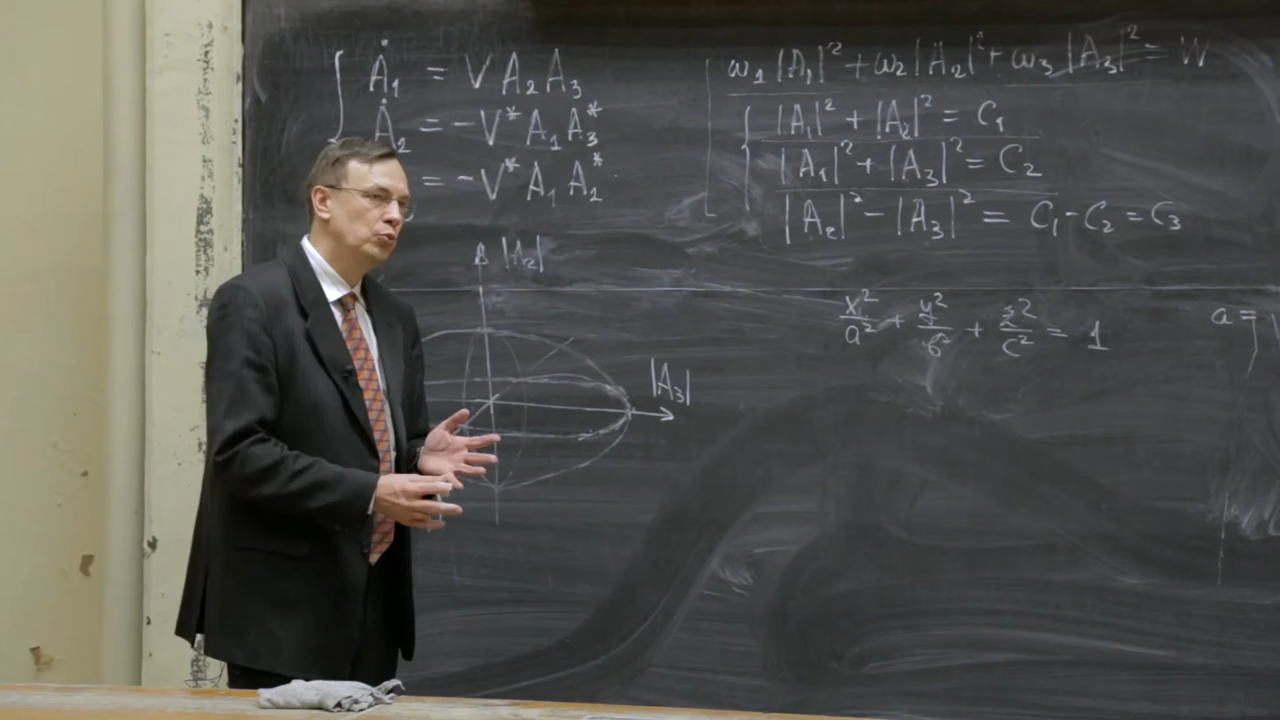 Ȧ₁ = V A₂ A₃
Ȧ₂ = -V* A₁ A₃*
= -V* A₁ A₂*
ω₁ |A₁|² + ω₂ |A₂|² + ω₃ |A₃|² = W
|A₁|² + |A₂|² = C₁
|A₁|² + |A₃|² = C₂
|A₂|² - |A₃|² = C₁ - C₂ = C₃
|A₂|
|A₃|
x²/a² + y²/b² + z²/c² = 1
a =